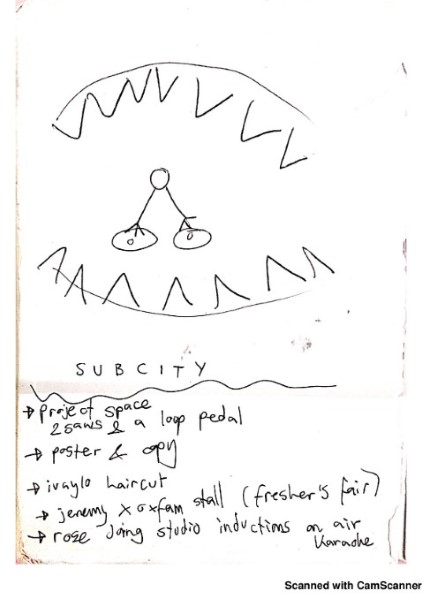 SUBCITY
→ project space
2 saws & a loop pedal
→ poster & copy
→ ivaylo haircut
→ jeremy X oxfam stall (fresher's fair)
→ rose doing studio inductions on air
karaoke
Scanned with CamScanner